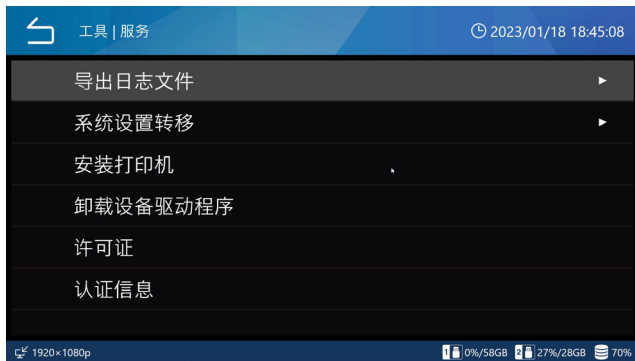 工具 | 服务
2023/01/18 18:45:08
导出日志文件
系统设置转移
安装打印机
卸载设备驱动程序
许可证
认证信息
1920×1080p
1 0%/58GB 2 27%/28GB 70%